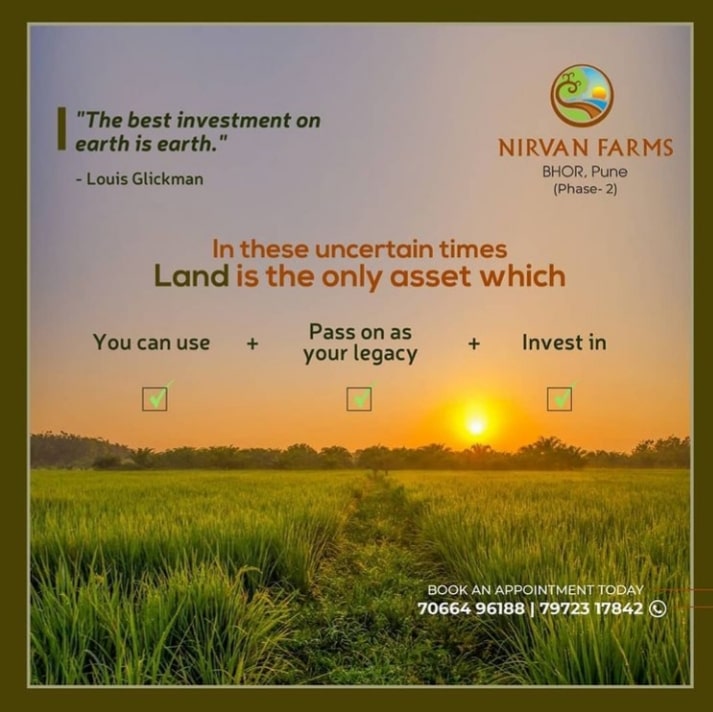 "The best investment on
earth is earth."
- Louis Glickman
NIRVAN FARMS
BHOR, Pune
(Phase- 2)
In these uncertain times
Land is the only asset which
You can use + Pass on as your legacy + Invest in
BOOK AN APPOINTMENT TODAY
70664 96188 | 79723 17842